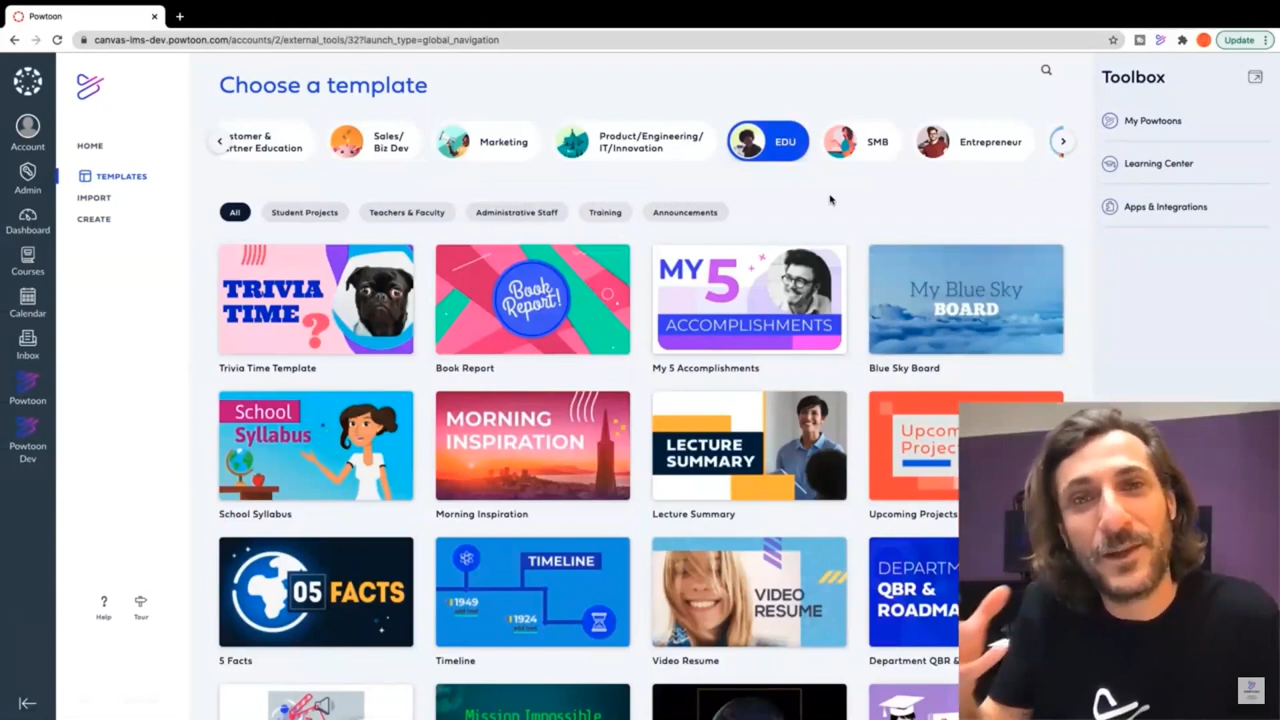 Powtoon
canvas-lms-dev.powtoon.com/accounts/2/external_tools/32?launch_type=global_navigation
Update
Account
Admin
Dashboard
Courses
Calendar
Inbox
Powtoon
Powtoon
Dev
HOME
TEMPLATES
IMPORT
CREATE
Help
Tour
Choose a template
stomer &
rtner Education
Sales/
Biz Dev
Marketing
Product/Engineering/
IT/Innovation
EDU
SMB
Entrepreneur
All
Student Projects
Teachers & Faculty
Administrative Staff
Training
Announcements
TRIVIA
TIME
?
Trivia Time Template
Book
Report!
Book Report
MY 5
ACCOMPLISHMENTS
My 5 Accomplishments
My Blue Sky
BOARD
Blue Sky Board
School
Syllabus
School Syllabus
MORNING
INSPIRATION
Morning Inspiration
LECTURE
SUMMARY
Lecture Summary
Upcom
Projec
Upcoming Projects
05 FACTS
5 Facts
TIMELINE
1949
add text
1924
add text
Timeline
VIDEO
RESUME
Video Resume
DEPARTM
QBR &
ROADMA
Department QBR &
Mission Impossible
Toolbox
My Powtoons
Learning Center
Apps & Integrations